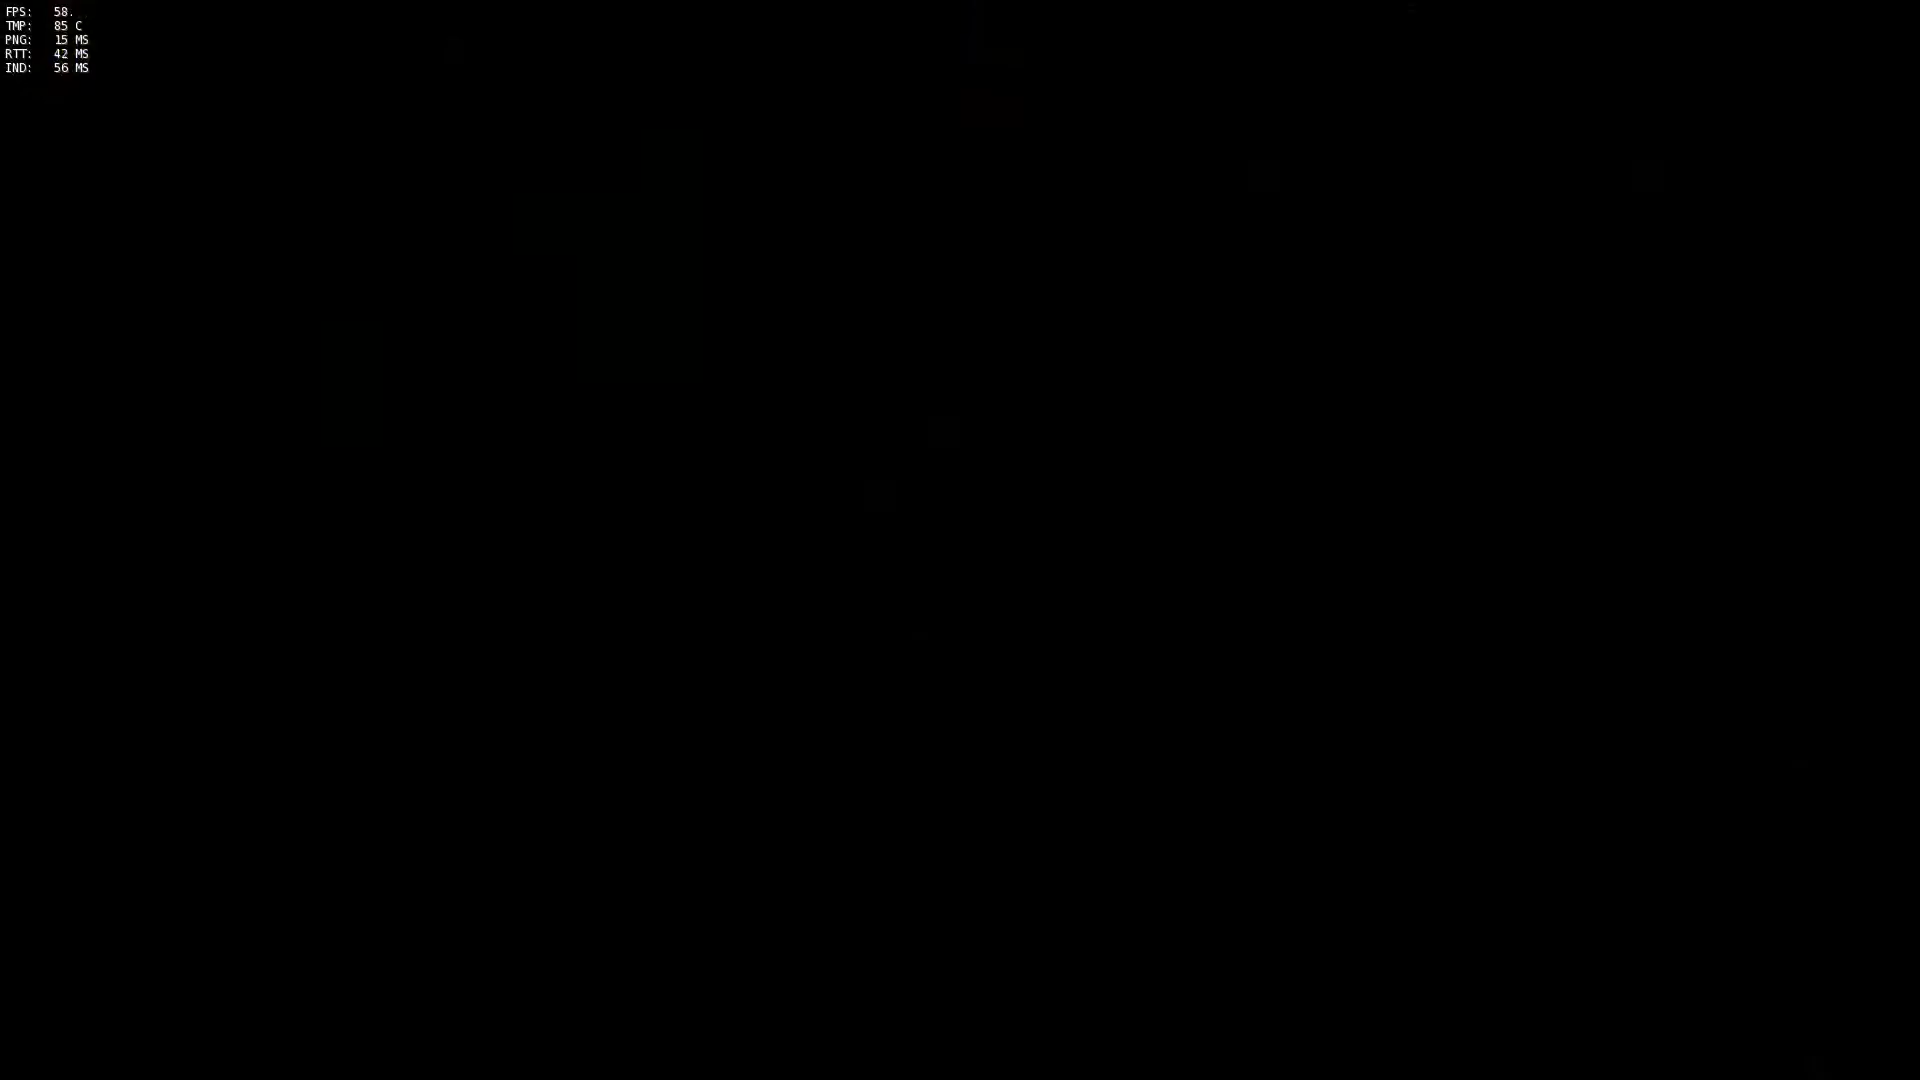 FPS: 58.
TMP: 85 C
PNG: 15 MS
RTT: 42 MS
IND: 56 MS